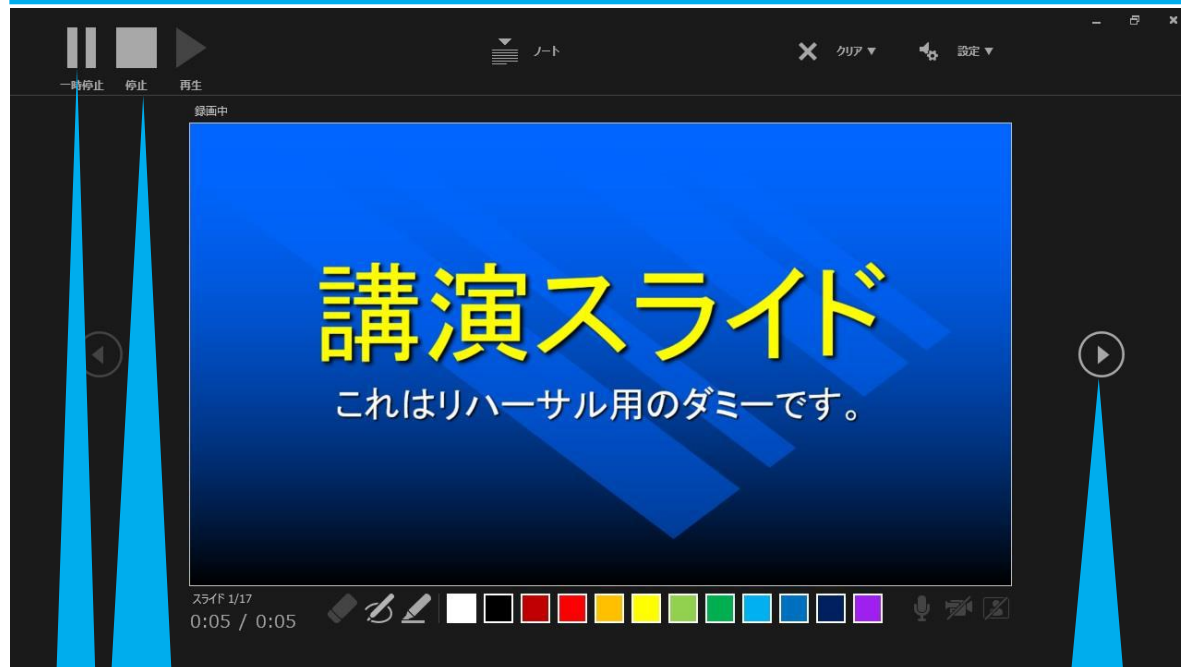 一時停止 停止 再生
ノート
クリア▼
設定▼
録画中
講演スライド
これはリハーサル用のダミーです。
スライド 1/17
0:05 / 0:05